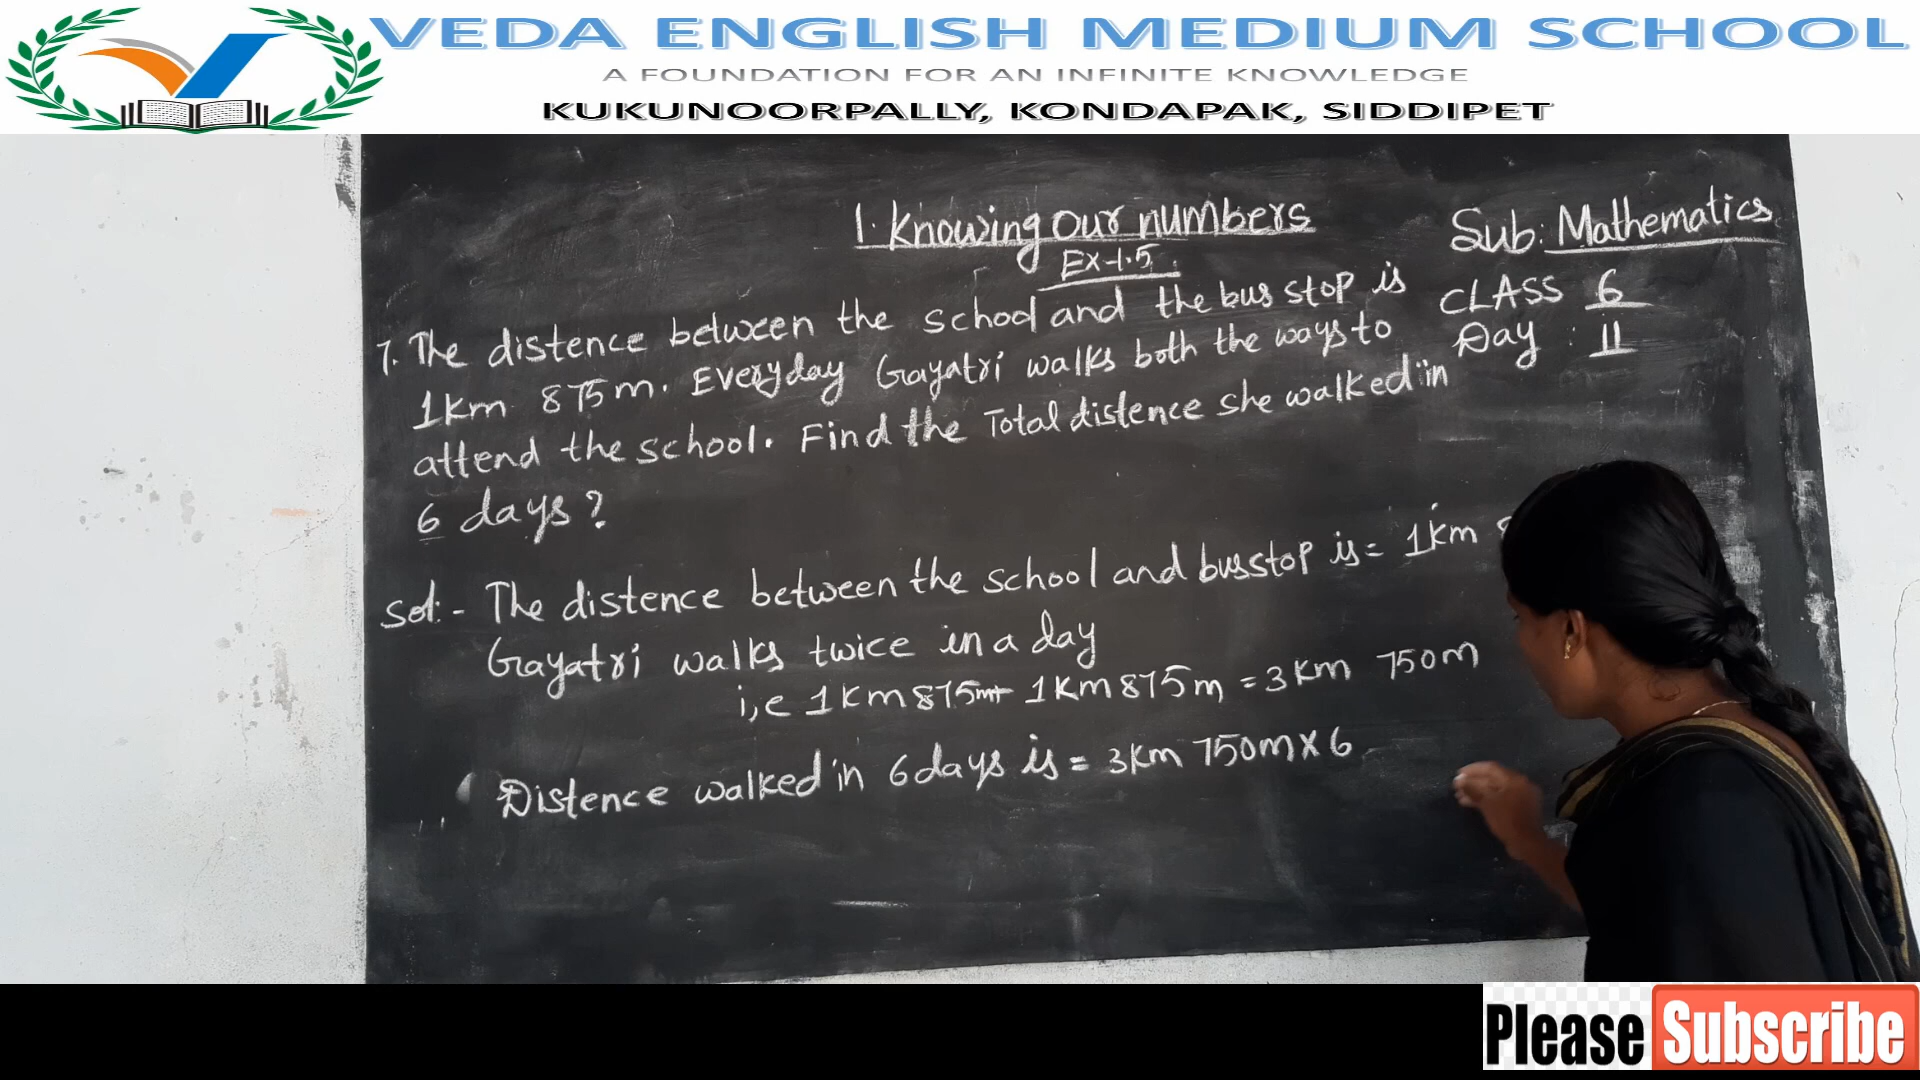 VEDA ENGLISH MEDIUM SCHOOL
A FOUNDATION FOR AN INFINITE KNOWLEDGE
KUKUNOORPALLY, KONDAPAK, SIDDIPET
1. Knowing Our numbers
Ex-1.5
Sub: Mathematics
CLASS 6
Day : 11
7. The distence between the school and the bus stop is
1Km 875m. Everyday Gayatri walks both the ways to
attend the school. Find the Total distence she walked in
6 days?
Sol:- The distence between the school and busstop is = 1km 8
Gayatri walks twice in a day
i,e 1Km 875m + 1Km 875m = 3Km 750m
Distence walked in 6 days is = 3Km 750m X 6
Please Subscribe